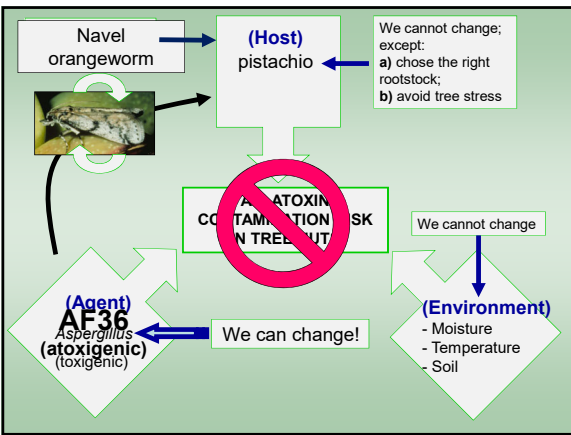 Navel
orangeworm
(Host)
pistachio
We cannot change;
except:
a) chose the right
rootstock;
b) avoid tree stress
We cannot change
(Agent)
AF36
Aspergillus
(atoxigenic)
(toxigenic)
We can change!
(Environment)
- Moisture
- Temperature
- Soil